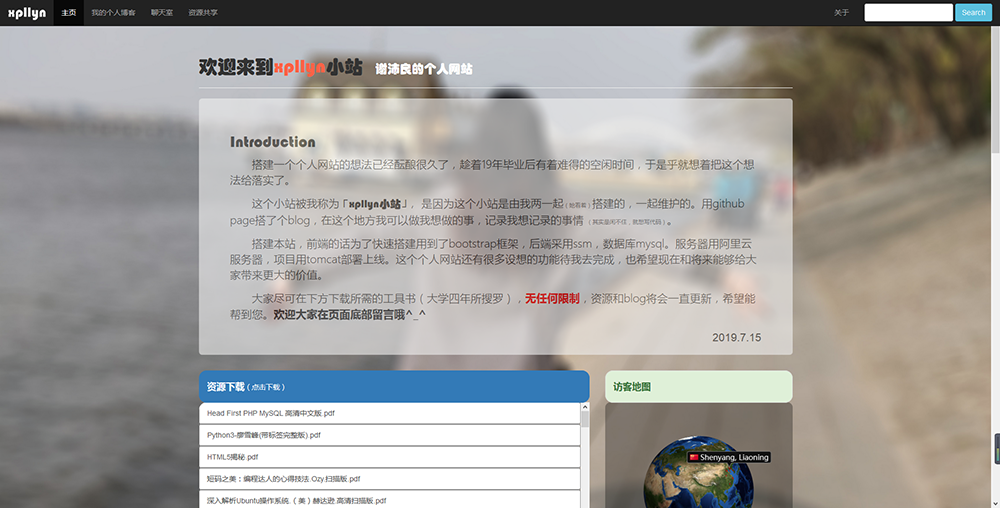 xpllyn 主页 我的个人博客 聊天室 资源共享 关于 Search
欢迎来到xpllyn小站 谢沛良的个人网站
Introduction
搭建一个个人网站的想法已经酝酿很久了，趁着19年毕业后有着难得的空闲时间，于是乎就想着把这个想
法给落实了。
这个小站被我称为「xpllyn小站」， 是因为这个小站是由我两一起搭建的，一起维护的。用github
page搭了个blog，在这个地方我可以做我想做的事，记录我想记录的事情（其实是闲不住，就想写代码）。
搭建本站，前端的话为了快速搭建用到了bootstrap框架，后端采用ssm，数据库mysql。服务器用阿里云
服务器，项目用tomcat部署上线。这个个人网站还有很多设想的功能待我去完成，也希望现在和将来能够给大
家带来更大的价值。
大家尽可在下方下载所需的工具书（大学四年所搜罗），无任何限制，资源和blog将会一直更新，希望能
帮到您。欢迎大家在页面底部留言哦^_^
2019.7.15
资源下载（点击下载）
Head First PHP MySQL 高清中文版.pdf
Python3-廖雪峰(带标签完整版).pdf
HTML5揭秘.pdf
短码之美：编程达人的心得技法.Ozy.扫描版.pdf
深入解析Ubuntu操作系统.（美）赫达逊.高清扫描版.pdf
访客地图
Shenyang, Liaoning